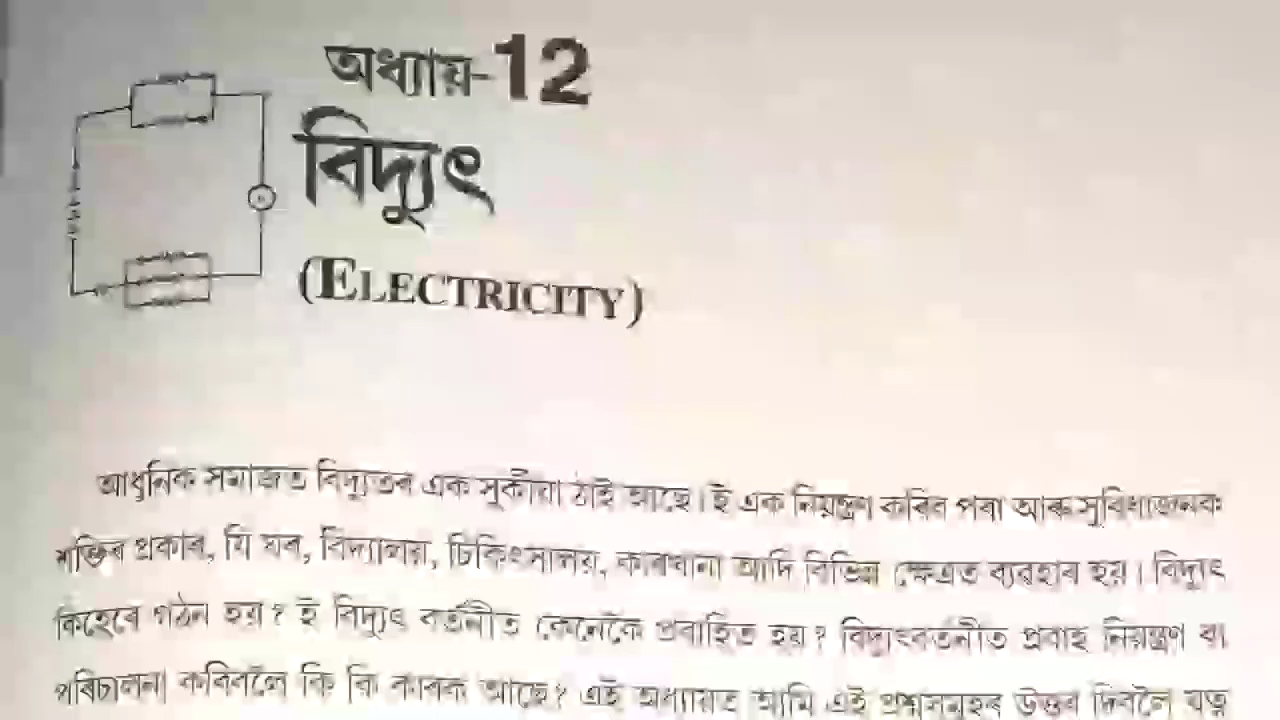 অধ্যায়-12
বিদ্যুৎ
(ELECTRICITY)
আধুনিক সমাজত বিদ্যুতৰ এক সুকীয়া ঠাই আছে। ই এক নিয়ন্ত্ৰণ কৰিব পৰা আৰু সুবিধাজনক
শক্তিৰ প্ৰকাৰ, যি ঘৰ, বিদ্যালয়, চিকিৎসালয়, কাৰখানা আদি বিভিন্ন ক্ষেত্ৰত ব্যৱহাৰ হয়। বিদ্যুৎ
কিহেৰে গঠন হয়? ই বিদ্যুৎ বৰ্তনীত কেনেকৈ প্ৰবাহিত হয়? বিদ্যুৎবৰ্তনীত প্ৰবাহ নিয়ন্ত্ৰণ বা
পৰিচালনা কৰিবলৈ কি কি কাৰক আছে? এই অধ্যায়ত আমি এই প্ৰশ্নসমূহৰ উত্তৰ দিবলৈ যত্ন